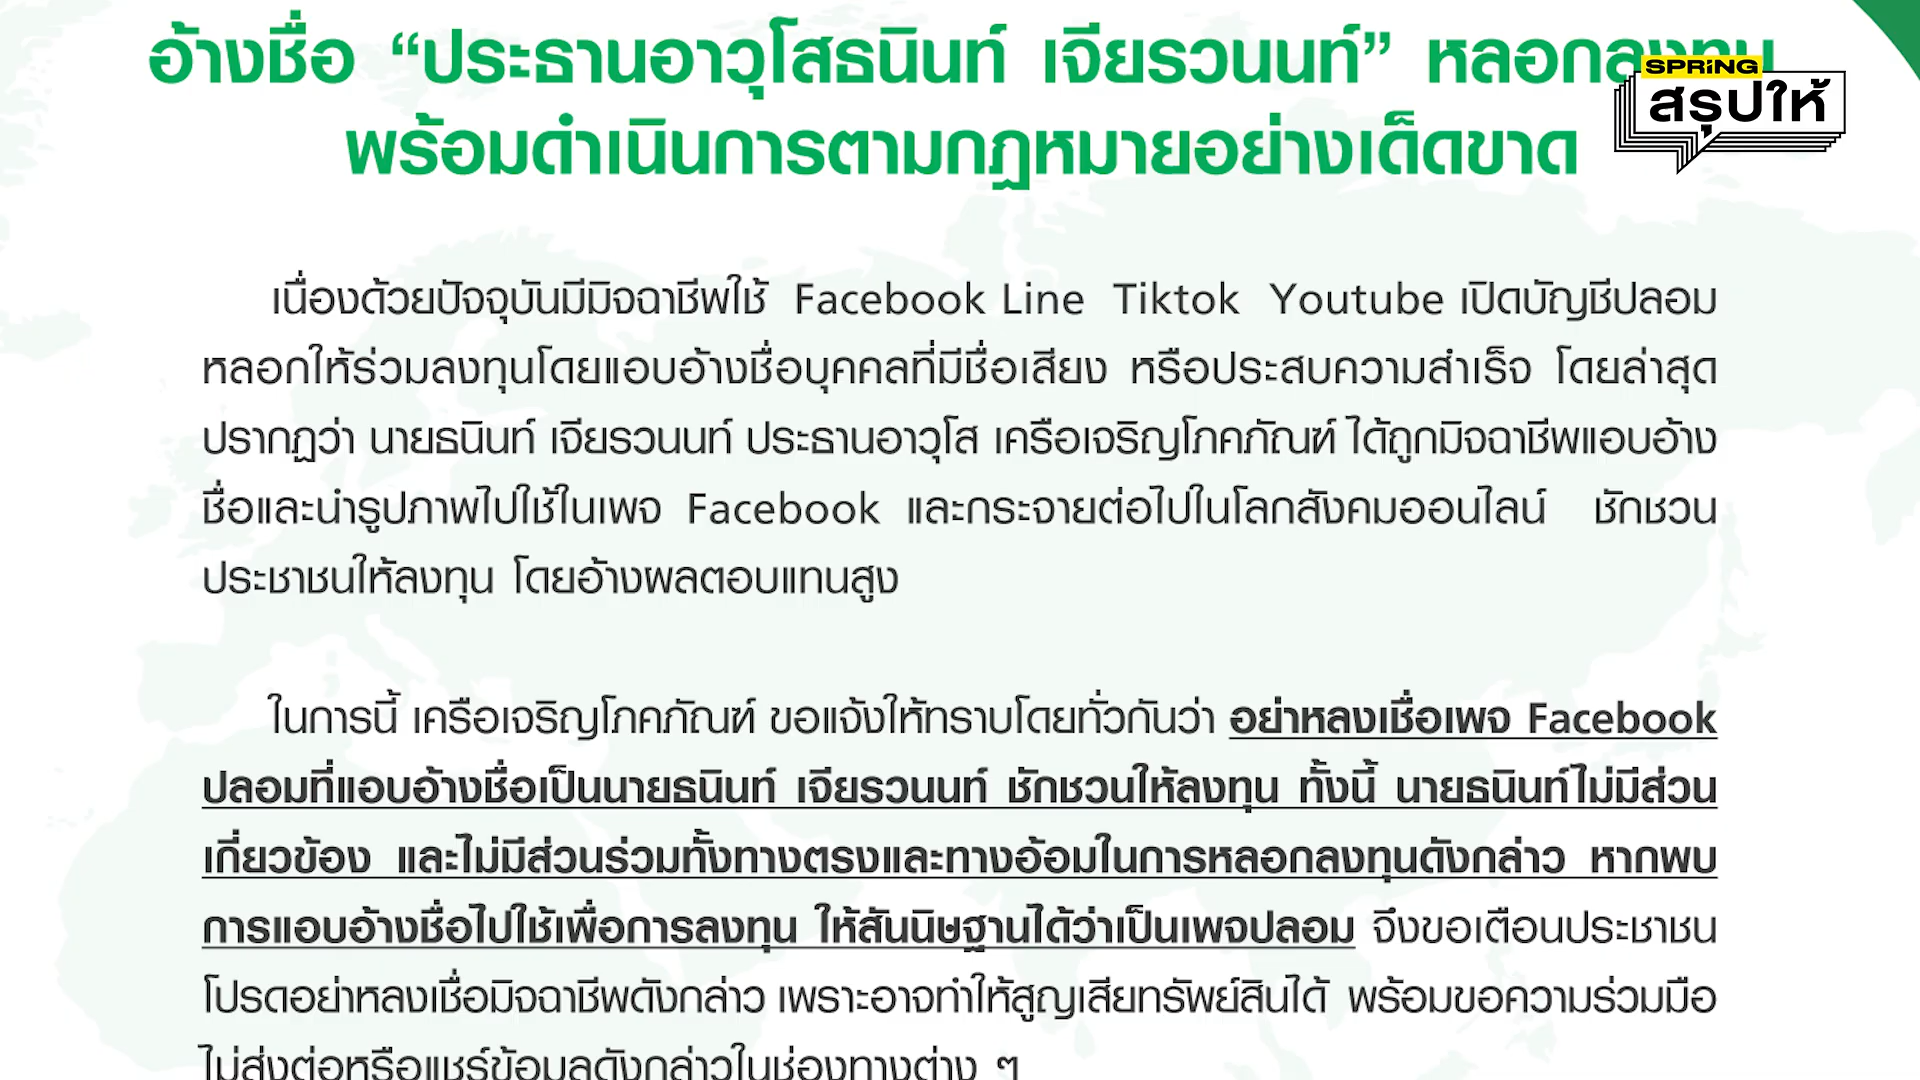 อ้างชื่อ “ประธานอาวุโสธนินท์ เจียรวนนท์” หลอกลงทุน
SPRiNG
สรุปให้
พร้อมดำเนินการตามกฎหมายอย่างเด็ดขาด
เนื่องด้วยปัจจุบันมีมิจฉาชีพใช้ Facebook Line Tiktok Youtube เปิดบัญชีปลอม
หลอกให้ร่วมลงทุนโดยแอบอ้างชื่อบุคคลที่มีชื่อเสียง หรือประสบความสำเร็จ โดยล่าสุด
ปรากฏว่า นายธนินท์ เจียรวนนท์ ประธานอาวุโส เครือเจริญโภคภัณฑ์ ได้ถูกมิจฉาชีพแอบอ้าง
ชื่อและนำรูปภาพไปใช้ในเพจ Facebook และกระจายต่อไปในโลกสังคมออนไลน์ ชักชวน
ประชาชนให้ลงทุน โดยอ้างผลตอบแทนสูง
ในการนี้ เครือเจริญโภคภัณฑ์ ขอแจ้งให้ทราบโดยทั่วกันว่า อย่าหลงเชื่อเพจ Facebook
ปลอมที่แอบอ้างชื่อเป็นนายธนินท์ เจียรวนนท์ ชักชวนให้ลงทุน ทั้งนี้ นายธนินท์ไม่มีส่วน
เกี่ยวข้อง และไม่มีส่วนร่วมทั้งทางตรงและทางอ้อมในการหลอกลงทุนดังกล่าว หากพบ
การแอบอ้างชื่อไปใช้เพื่อการลงทุน ให้สันนิษฐานได้ว่าเป็นเพจปลอม จึงขอเตือนประชาชน
โปรดอย่าหลงเชื่อมิจฉาชีพดังกล่าว เพราะอาจทำให้สูญเสียทรัพย์สินได้ พร้อมขอความร่วมมือ
ไม่ส่งต่อหรือแชร์ข้อมูลดังกล่าวในช่องทางต่าง ๆ